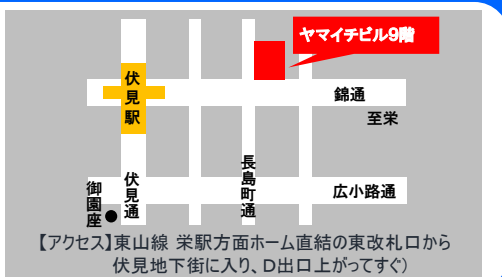 ヤマイチビル9階
伏見駅
錦通
至栄
御園座
伏見通
長島町通
広小路通
【アクセス】東山線 栄駅方面ホーム直結の東改札口から
伏見地下街に入り、D出口上がってすぐ)